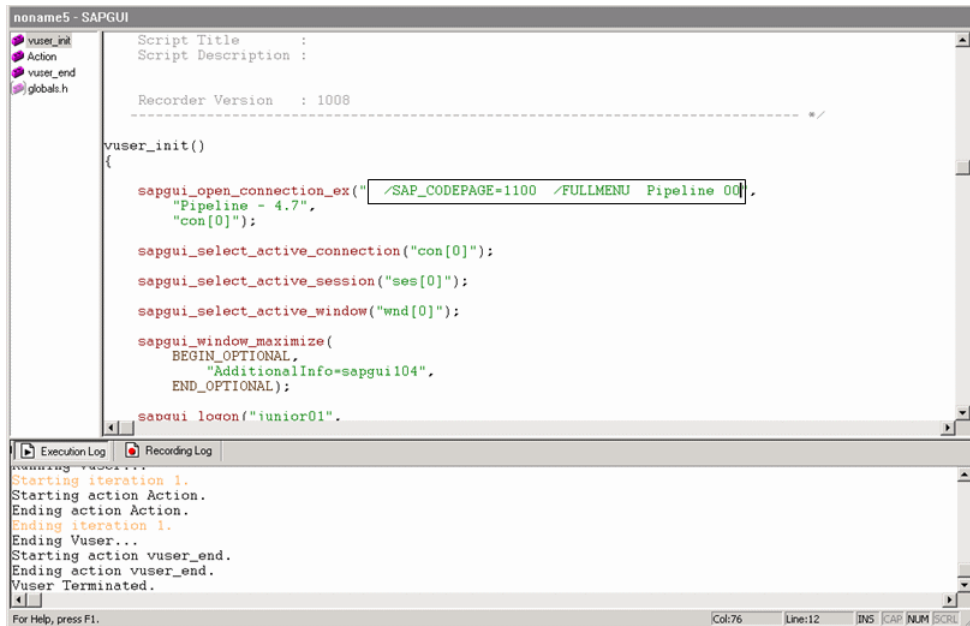 noname5 - SAPGUI
vuser_init
Action
vuser_end
globals.h
Script Title       :
Script Description :
Recorder Version   : 1008
------------------------------------------------------------------------------- */
vuser_init()
{
sapgui_open_connection_ex("  /SAP_CODEPAGE=1100  /FULLMENU  Pipeline 00",
"Pipeline - 4.7",
"con[0]");
sapgui_select_active_connection("con[0]");
sapgui_select_active_session("ses[0]");
sapgui_select_active_window("wnd[0]");
sapgui_window_maximize(
BEGIN_OPTIONAL,
"AdditionalInfo=sapgui104",
END_OPTIONAL);
sapgui_logon("junior01",
Execution Log
Recording Log
Running Vuser...
Starting iteration 1.
Starting action Action.
Ending action Action.
Ending iteration 1.
Ending Vuser...
Starting action vuser_end.
Ending action vuser_end.
Vuser Terminated.
For Help, press F1.
Col:76
Line:12
INS
CAP
NUM
SCRL